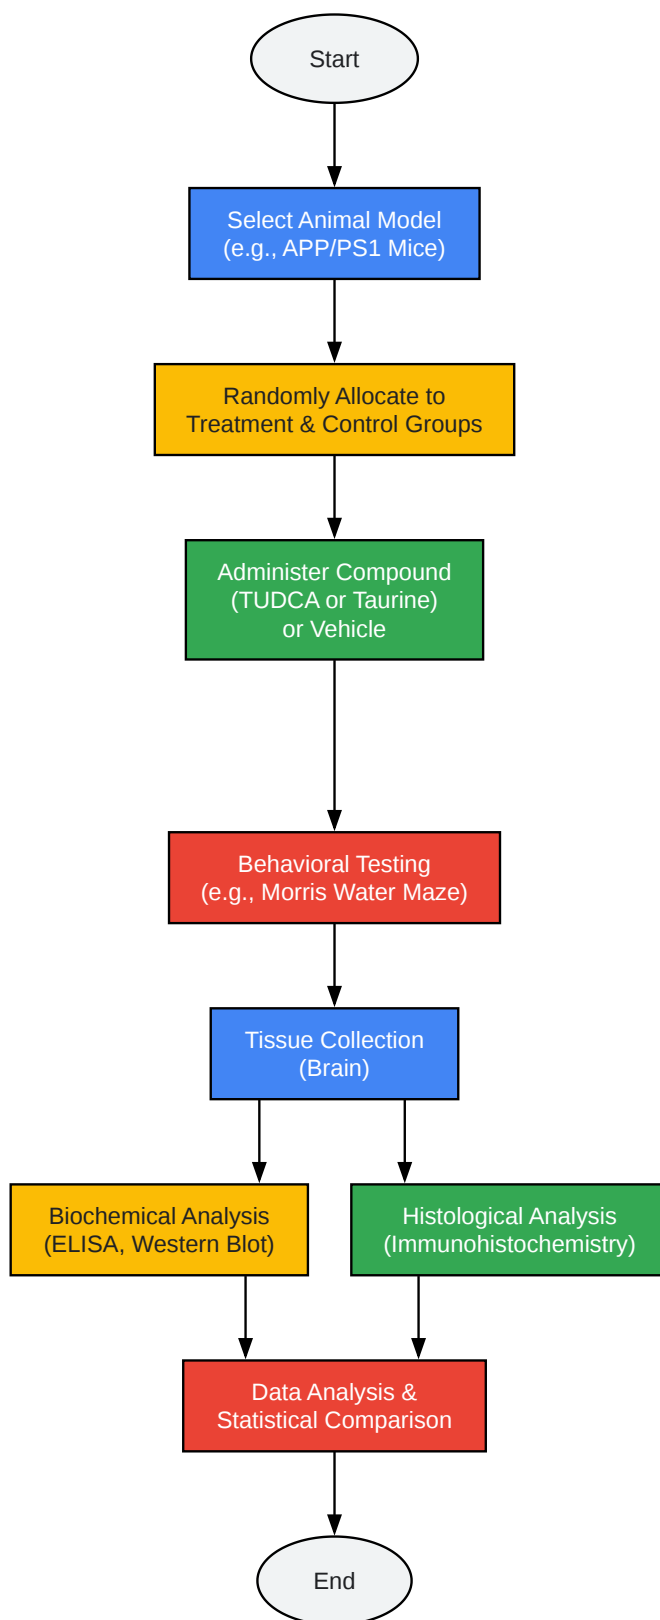 Start
Select Animal Model
(e.g., APP/PS1 Mice)
Randomly Allocate to
Treatment & Control Groups
Administer Compound
(TUDCA or Taurine)
or Vehicle
Behavioral Testing
(e.g., Morris Water Maze)
Tissue Collection
(Brain)
Biochemical Analysis
(ELISA, Western Blot)
Histological Analysis
(Immunohistochemistry)
Data Analysis &
Statistical Comparison
End